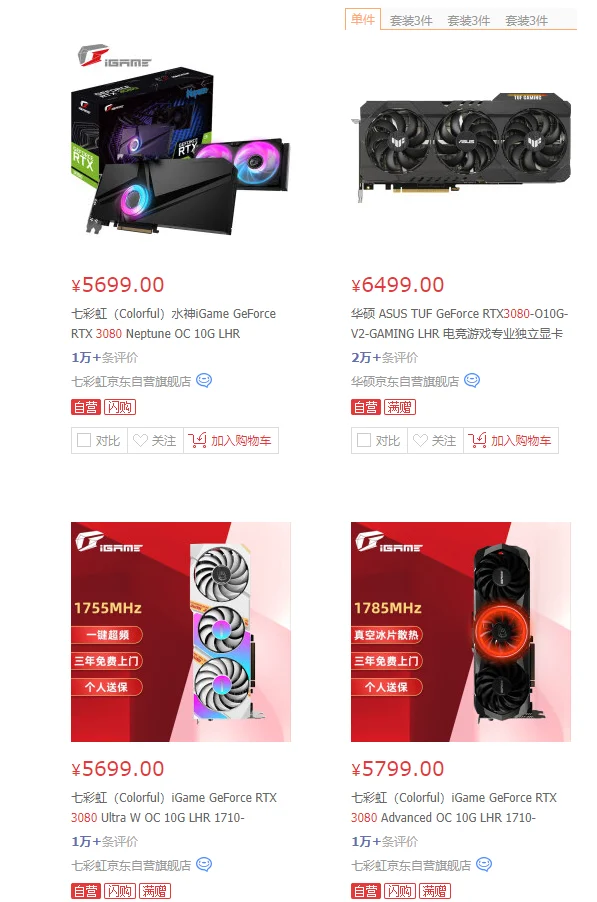 单件 套装3件 套装3件 套装3件
iGAME
GEFORCE RTX
Neptune
TUF GAMING
ASUS
¥5699.00
七彩虹（Colorful）水神iGame GeForce
RTX 3080 Neptune OC 10G LHR
1万+条评价
七彩虹京东自营旗舰店
自营 闪购
对比 关注 加入购物车
¥6499.00
华硕 ASUS TUF GeForce RTX3080-O10G-
V2-GAMING LHR 电竞游戏专业独立显卡
2万+条评价
华硕京东自营旗舰店
自营 满赠
对比 关注 加入购物车
iGAME
1755MHz
一键超频
三年免费上门
个人送保
¥5699.00
七彩虹（Colorful）iGame GeForce RTX
3080 Ultra W OC 10G LHR 1710-
1万+条评价
七彩虹京东自营旗舰店
自营 闪购 满赠
iGAME
1785MHz
真空冰片散热
三年免费上门
个人送保
¥5799.00
七彩虹（Colorful）iGame GeForce RTX
3080 Advanced OC 10G LHR 1710-
1万+条评价
七彩虹京东自营旗舰店
自营 闪购 满赠